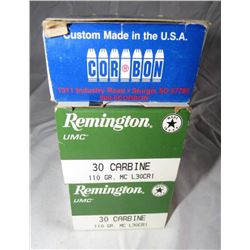 Custom Made in the U.S.A.
COR BON
1311 Industry Road • Sturgis, SD 57785
Remington®
UMC®
30 CARBINE
110 GR. MC L30CR1
Remington®
UMC®
30 CARBINE
110 GR. MC L30CR1